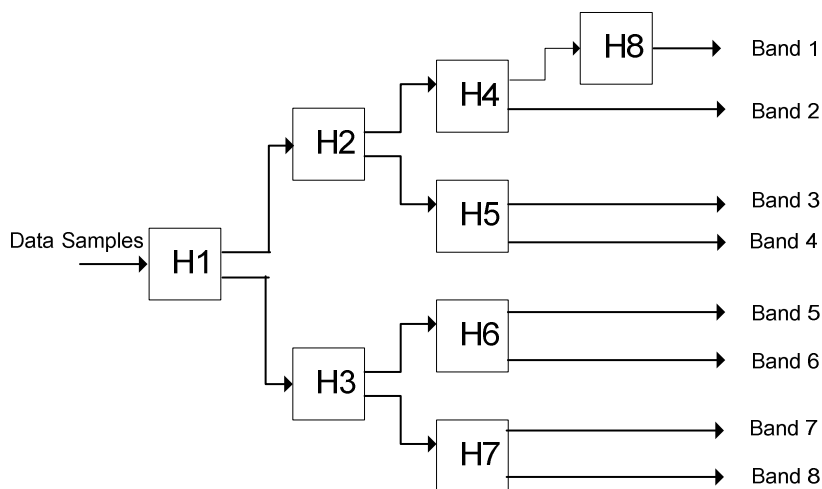 H8
Band 1
H4
Band 2
H2
H5
Band 3
Band 4
Data Samples
H1
H6
Band 5
Band 6
H3
H7
Band 7
Band 8